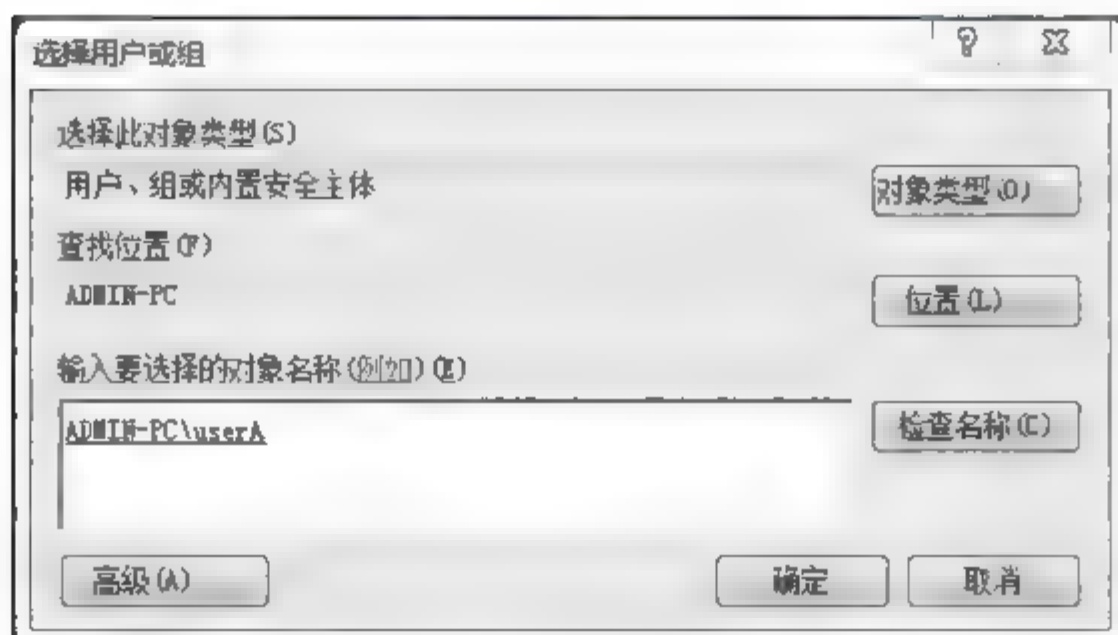 选择用户或组
选择此对象类型(S)
用户、组或内置安全主体
对象类型(O)
查找位置(F)
ADMIN-PC
位置(L)
输入要选择的对象名称(例如)(E)
ADMIN-PC\userA
检查名称(C)
高级(A)
确定
取消